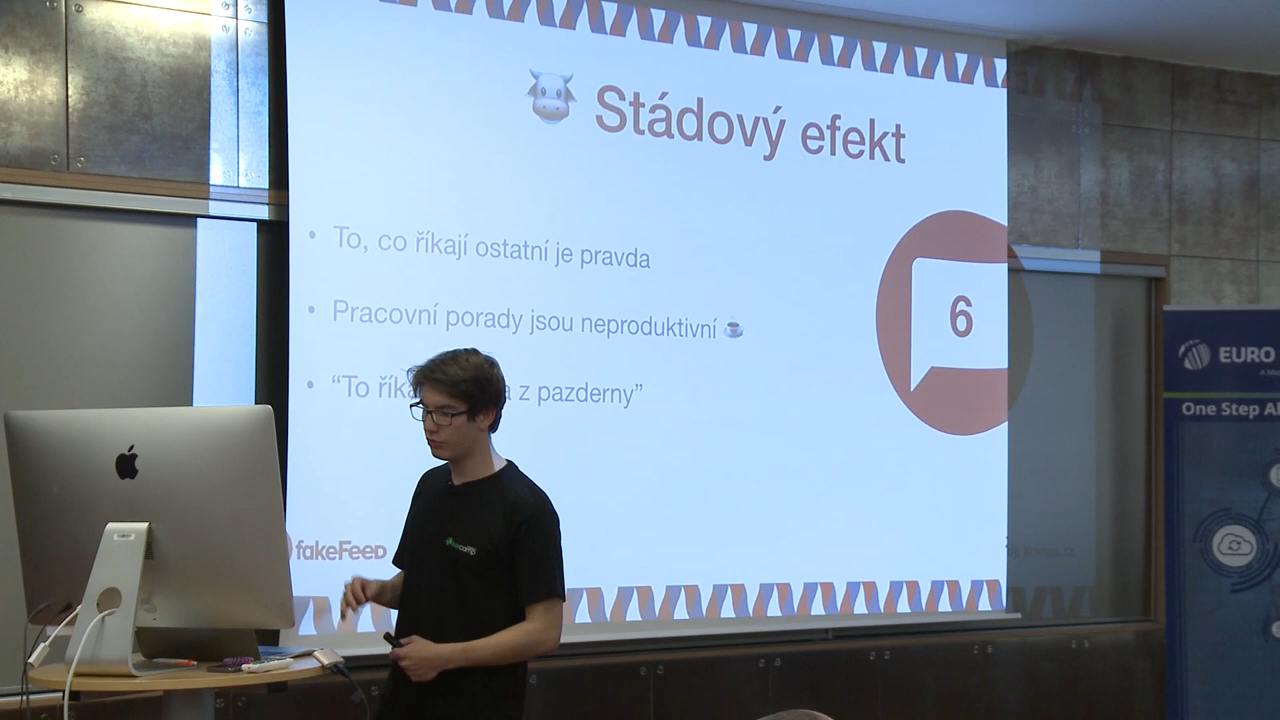 Stádový efekt
To, co říkají ostatní je pravda
Pracovní porady jsou neproduktivní
6
“To z pazderny”
fakeFeed
EURO
One Step
camp